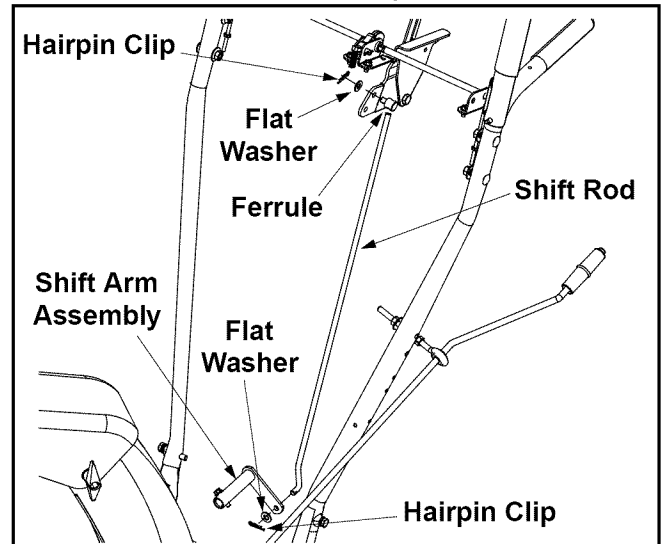 Hairpin Clip
Flat
Washer
Ferrule
Shift Rod
Shift Arm
Assembly
Flat
Washer
Hairpin Clip